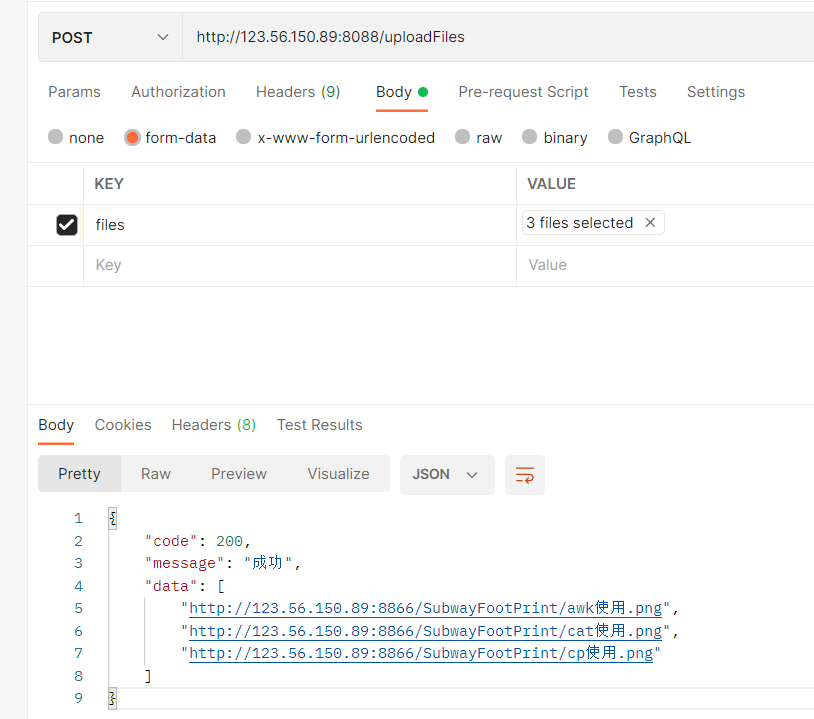 POST http://123.56.150.89:8088/uploadFiles
Params Authorization Headers (9) Body Pre-request Script Tests Settings
none form-data x-www-form-urlencoded raw binary GraphQL
KEY VALUE
files 3 files selected
Key Value
Body Cookies Headers (8) Test Results
Pretty Raw Preview Visualize JSON
1 {
2 "code": 200,
3 "message": "成功",
4 "data": [
5 "http://123.56.150.89:8866/SubwayFootPrint/awk使用.png",
6 "http://123.56.150.89:8866/SubwayFootPrint/cat使用.png",
7 "http://123.56.150.89:8866/SubwayFootPrint/cp使用.png"
8 ]
9 }